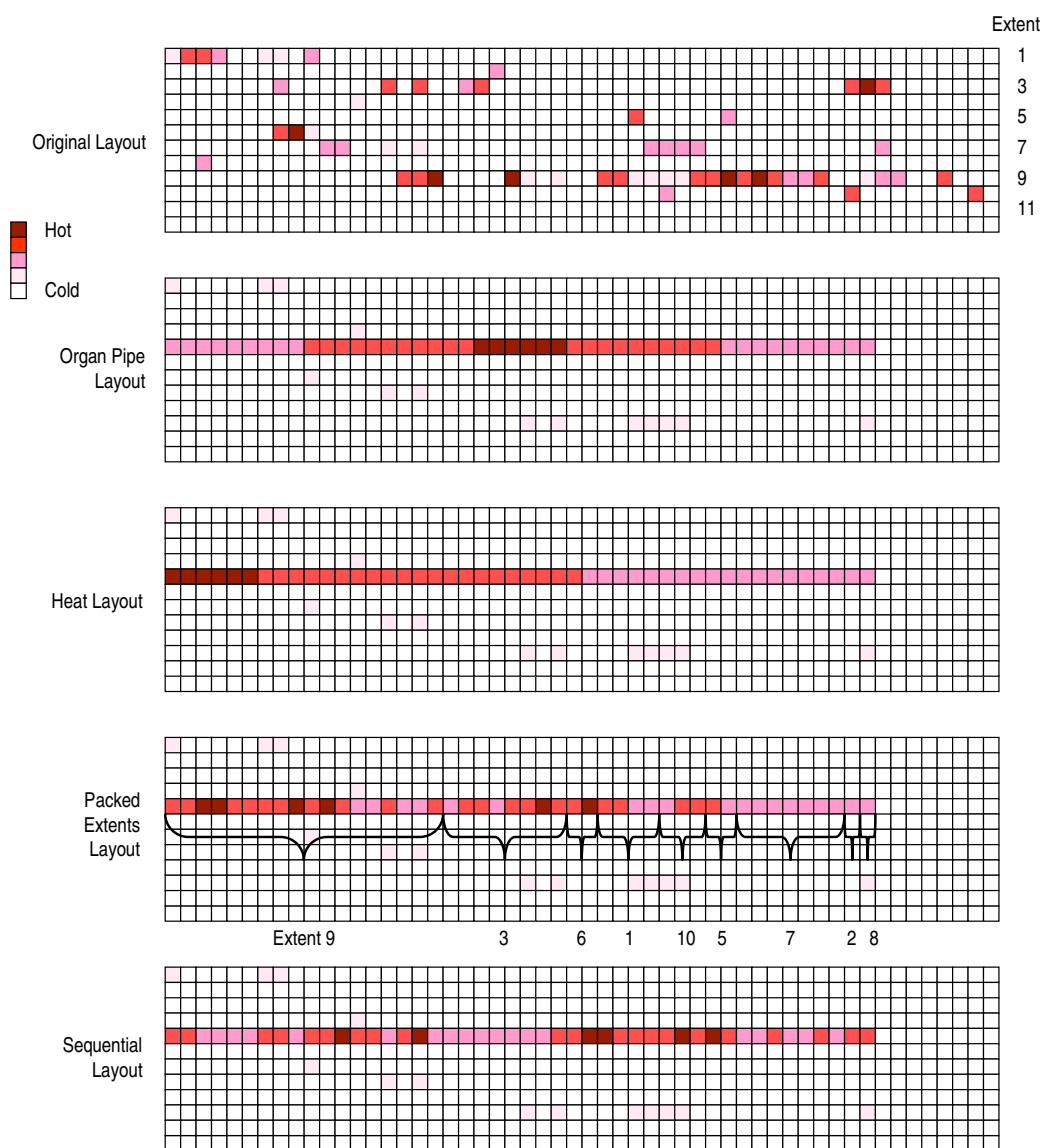 Extent
1
3
5
Original Layout
7
9
11
Hot
Cold
Organ Pipe
Layout
Heat Layout
Packed
Extents
Layout
Extent 9 3 6 1 10 5 7 2 8
Sequential
Layout